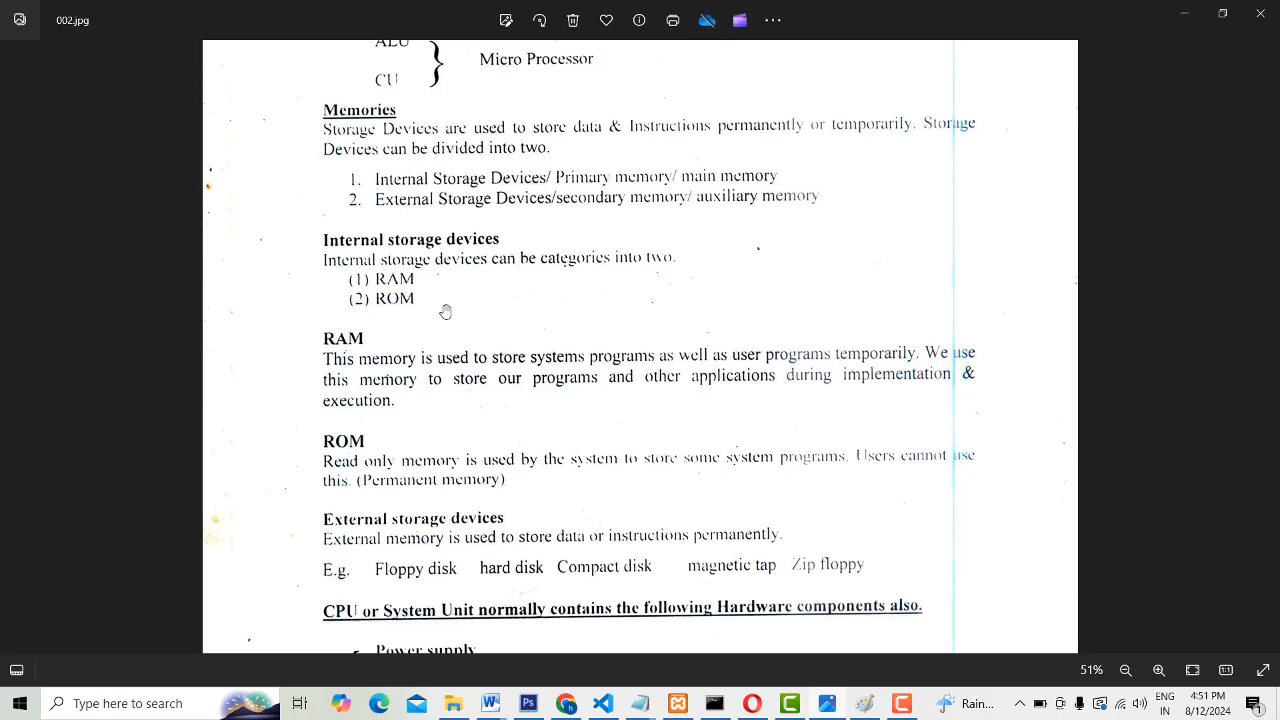 002.jpg
ALU
Micro Processor
CU
Memories
Storage Devices are used to store data & Instructions permanently or temporarily. Storage
Devices can be divided into two.
1. Internal Storage Devices/ Primary memory/ main memory
2. External Storage Devices/secondary memory/ auxiliary memory
Internal storage devices
Internal storage devices can be categories into two.
(1) RAM
(2) ROM
RAM
This memory is used to store systems programs as well as user programs temporarily. We use
this memory to store our programs and other applications during implementation &
execution.
ROM
Read only memory is used by the system to store some system programs. Users cannot use
this. (Permanent memory)
External storage devices
External memory is used to store data or instructions permanently.
E.g. Floppy disk hard disk Compact disk magnetic tap Zip floppy
CPU or System Unit normally contains the following Hardware components also.
Power supply
51%
Type here to search
Rain...
ENG
IN
4:51 PM
8/12/2024